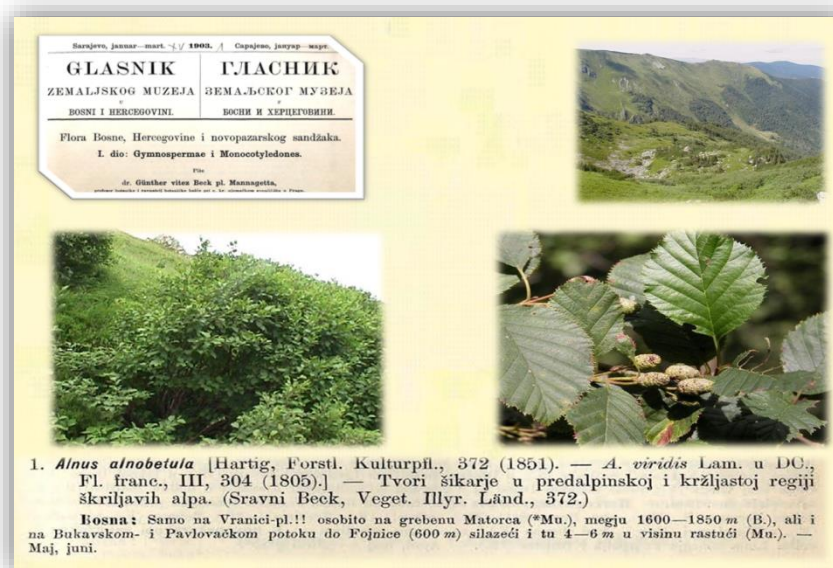 Sarajevo, januar—mart. XV 1903. 1 Сарајево, јануар—март.
GLASNIK
ZEMALJSKOG MUZEJA
U
BOSNI I HERCEGOVINI.
ГЛАСНИК
ЗЕМАЉСКОГ МУЗЕЈА
У
БОСНИ И ХЕРЦЕГОВИНИ.
Flora Bosne, Hercegovine i novopazarskog sandžaka.
I. dio: Gymnospermae i Monocotyledones.
Piše
dr. Günther vitez Beck pl. Mannagetta,
1. Alnus alnobetula [Hartig, Forstl. Kulturpfl., 372 (1851). — A. viridis Lam. u DC.,
Fl. franc., III, 304 (1805).] — Tvori šikarje u predalpinskoj i kržljastoj regiji
škriljavih alpa. (Sravni Beck, Veget. Illyr. Länd., 372.)
Bosna: Samo na Vranici-pl.!! osobito na grebenu Matorca (*Mu.), megju 1600—1850 m (B.), ali i
na Bukavskom- i Pavlovačkom potoku do Fojnice (600 m) silazeći i tu 4—6 m u visinu rastući (Mu.). —
Maj, juni.